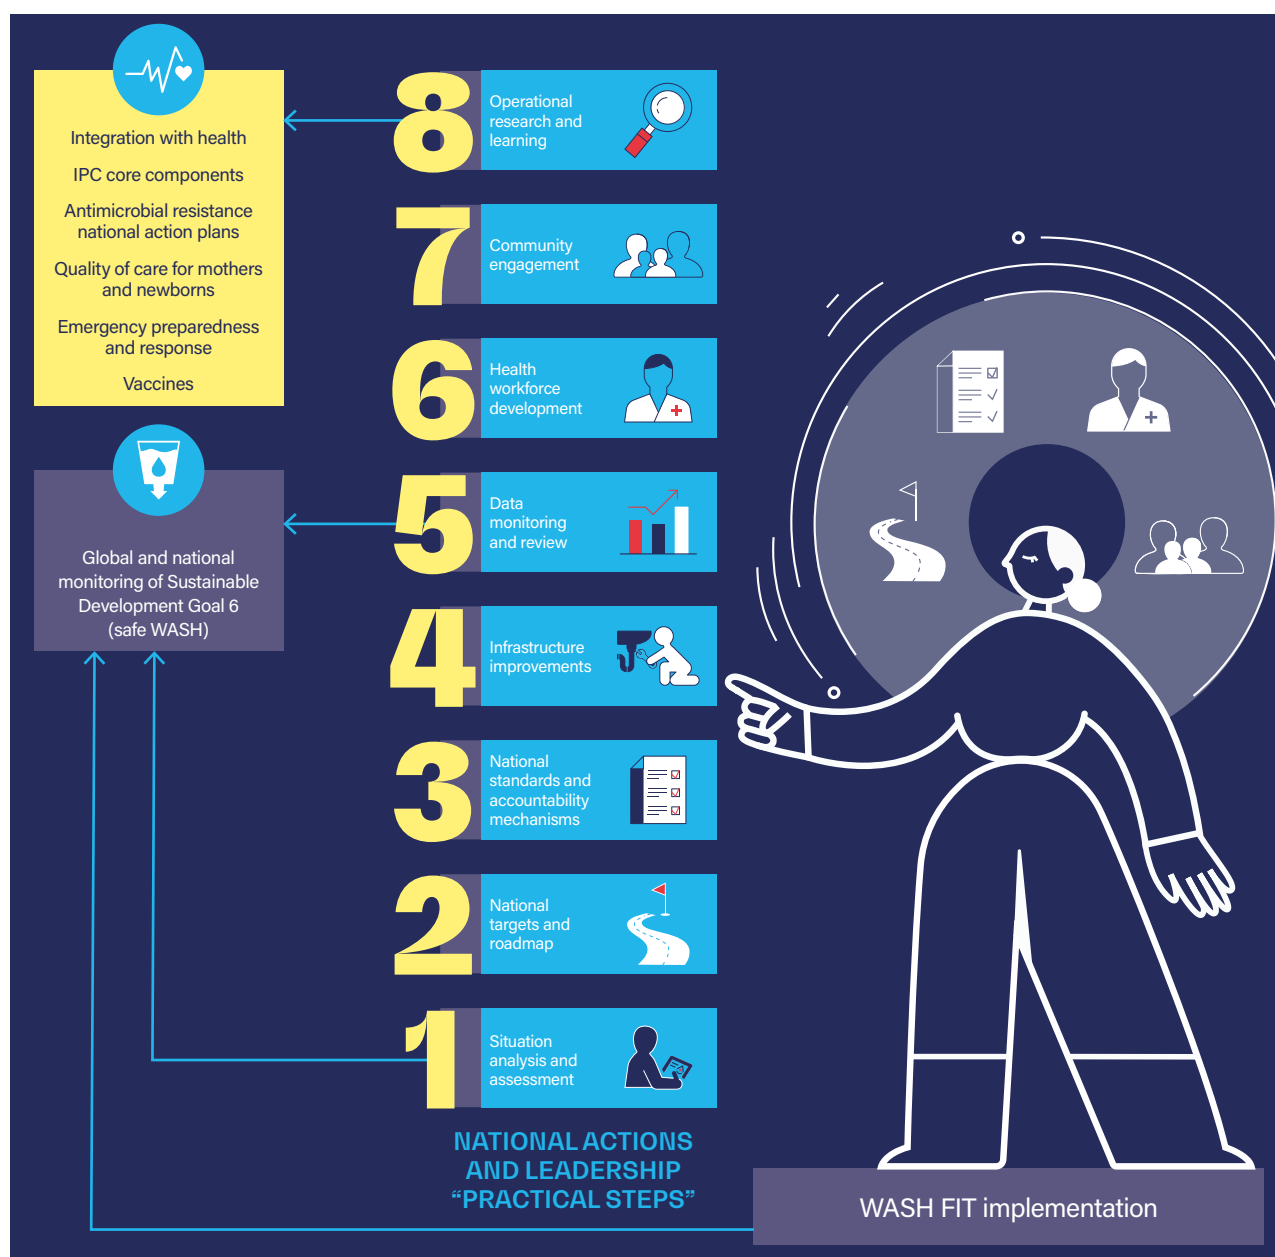 Integration with health
IPC core components
Antimicrobial resistance
national action plans
Quality of care for mothers
and newborns
Emergency preparedness
and response
Vaccines
Global and national
monitoring of Sustainable
Development Goal 6
(safe WASH)
8
Operational
research and
learning
7
Community
engagement
6
Health
workforce
development
5
Data
monitoring
and review
4
Infrastructure
improvements
3
National
standards and
accountability
mechanisms
2
National
targets and
roadmap
1
Situation
analysis and
assessment
NATIONAL ACTIONS
AND LEADERSHIP
“PRACTICAL STEPS”
WASH FIT implementation